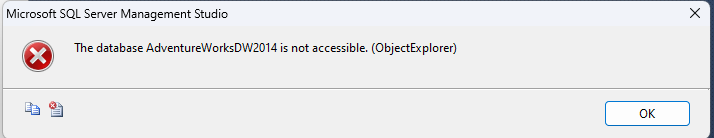 Microsoft SQL Server Management Studio
The database AdventureWorksDW2014 is not accessible. (ObjectExplorer)
OK